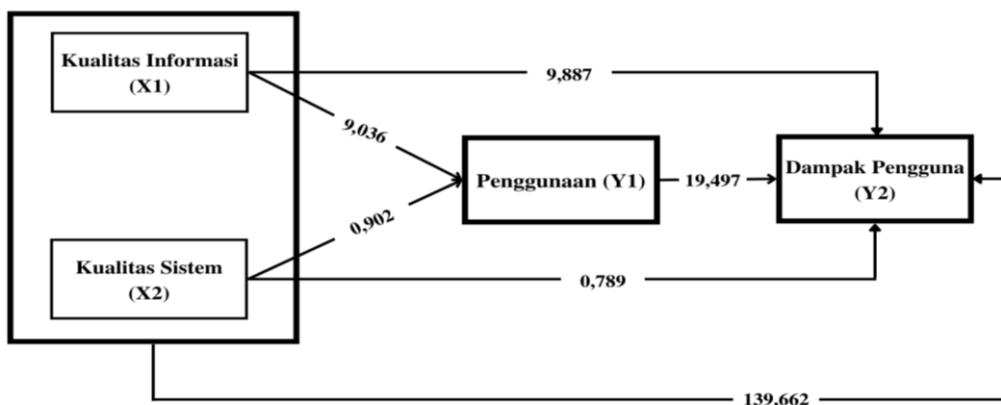 Kualitas Informasi
(X1)
9,887
9,036
Penggunaan (Y1)
19,497
Dampak Pengguna
(Y2)
0,902
Kualitas Sistem
(X2)
0,789
139,662